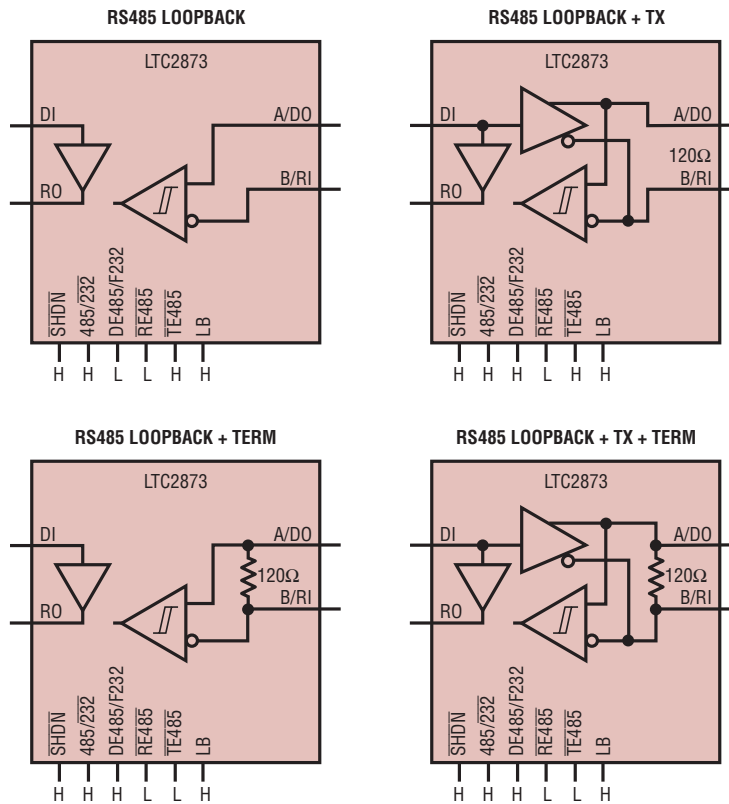 RS485 LOOPBACK
LTC2873
DI
A/DO
RO
B/RI
SHDN
485/232
DE485/F232
RE485
TE485
LB
H H L L H H
RS485 LOOPBACK + TX
LTC2873
DI
A/DO
120Ω
RO
B/RI
SHDN
485/232
DE485/F232
RE485
TE485
LB
H H H L H H
RS485 LOOPBACK + TERM
LTC2873
DI
A/DO
120Ω
RO
B/RI
SHDN
485/232
DE485/F232
RE485
TE485
LB
H H H L L H
RS485 LOOPBACK + TX + TERM
LTC2873
DI
A/DO
120Ω
RO
B/RI
SHDN
485/232
DE485/F232
RE485
TE485
LB
H H H L L H